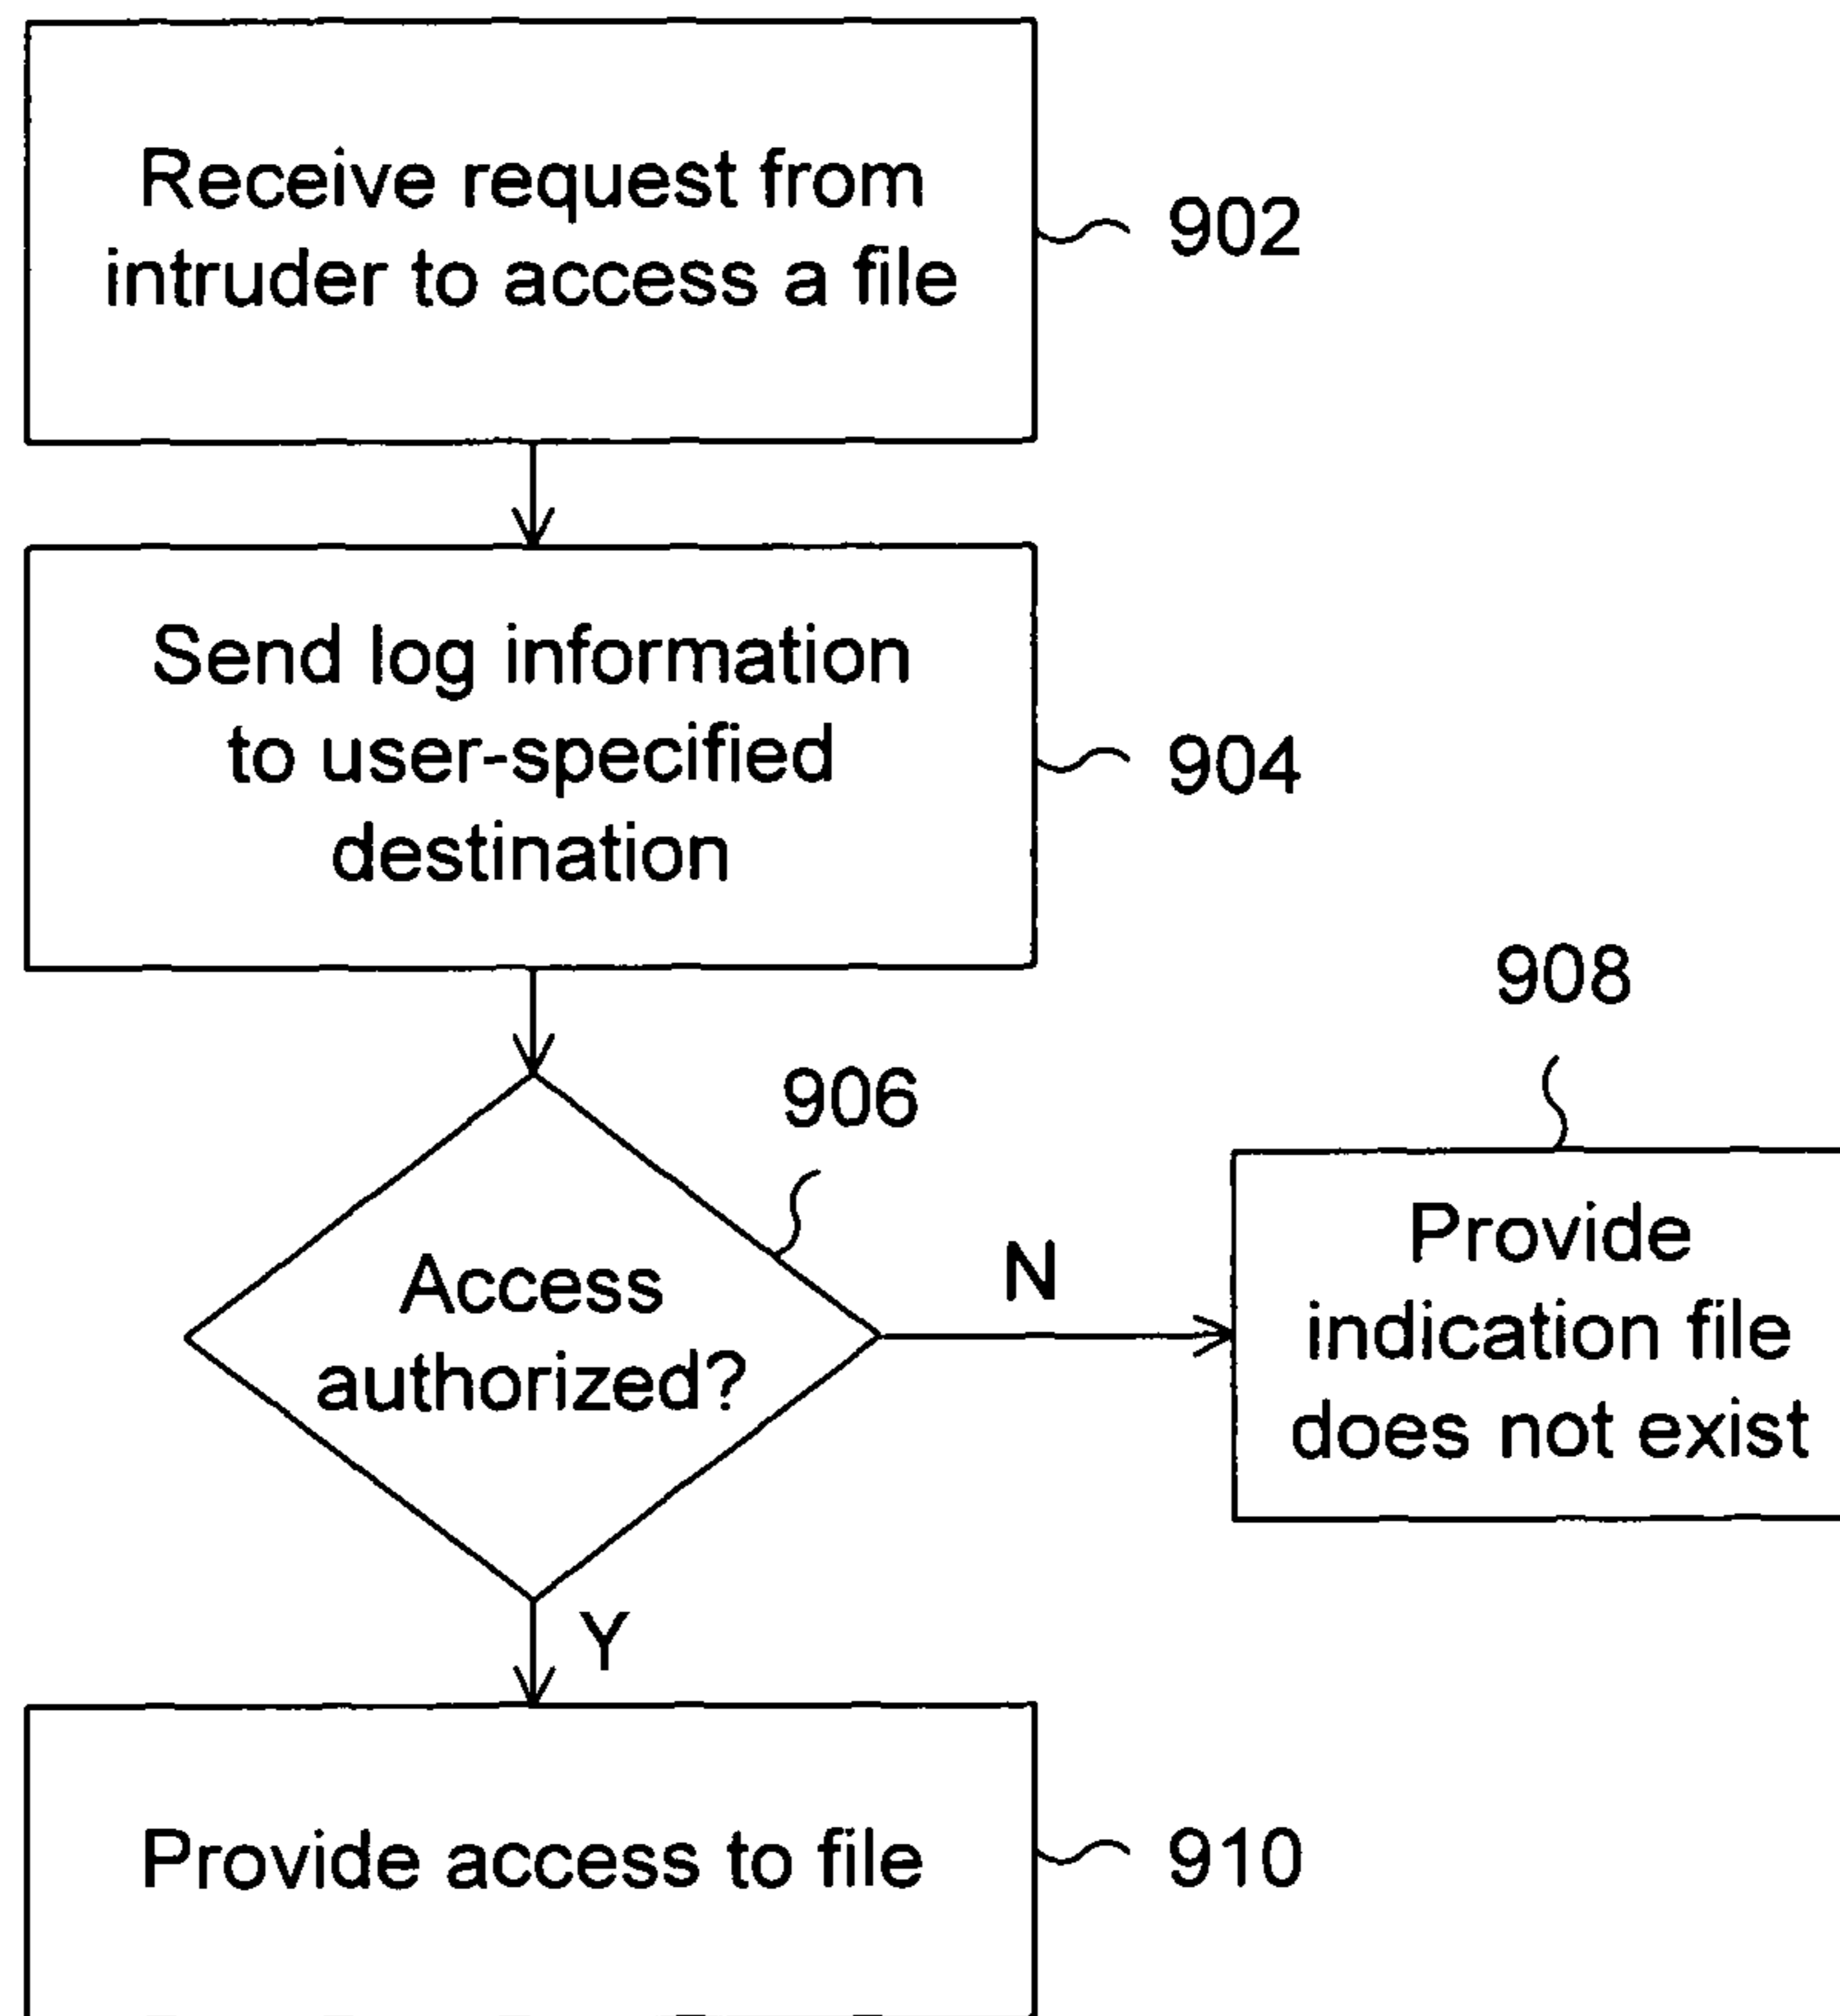 Receive request from
intruder to access a file
902
Send log information
to user-specified
destination
904
906
Access
authorized?
N
908
Provide
indication file
does not exist
Y
Provide access to file
910